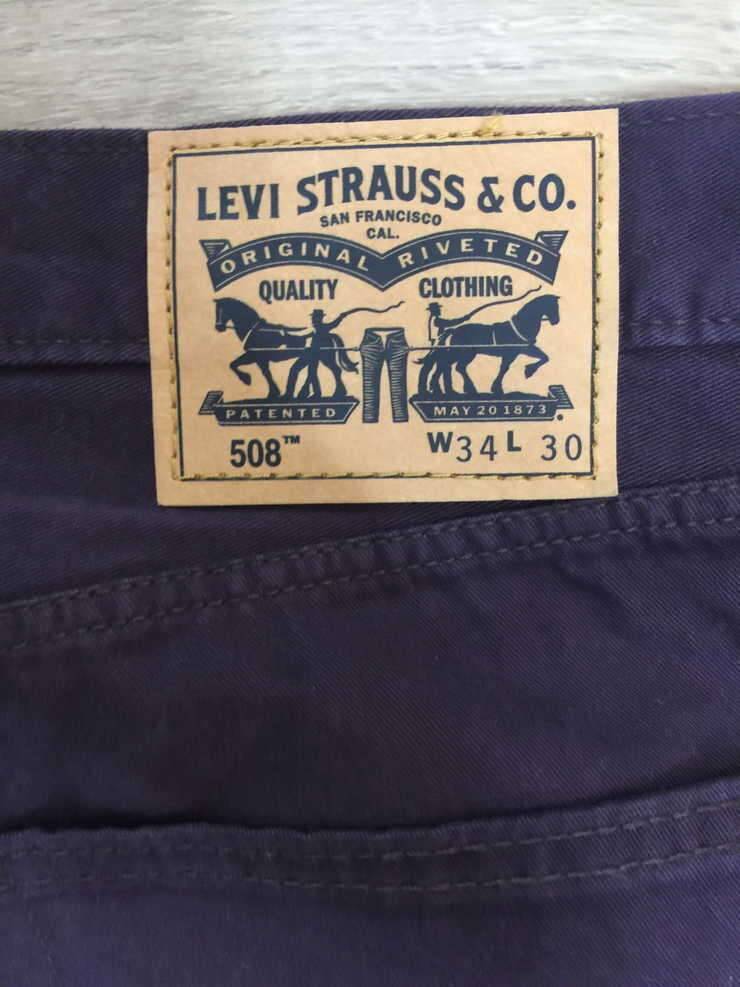 LEVI STRAUSS & CO.
SAN FRANCISCO
CAL.
ORIGINAL RIVETED
QUALITY CLOTHING
PATENTED MAY 20 1873
508™ W34 L 30